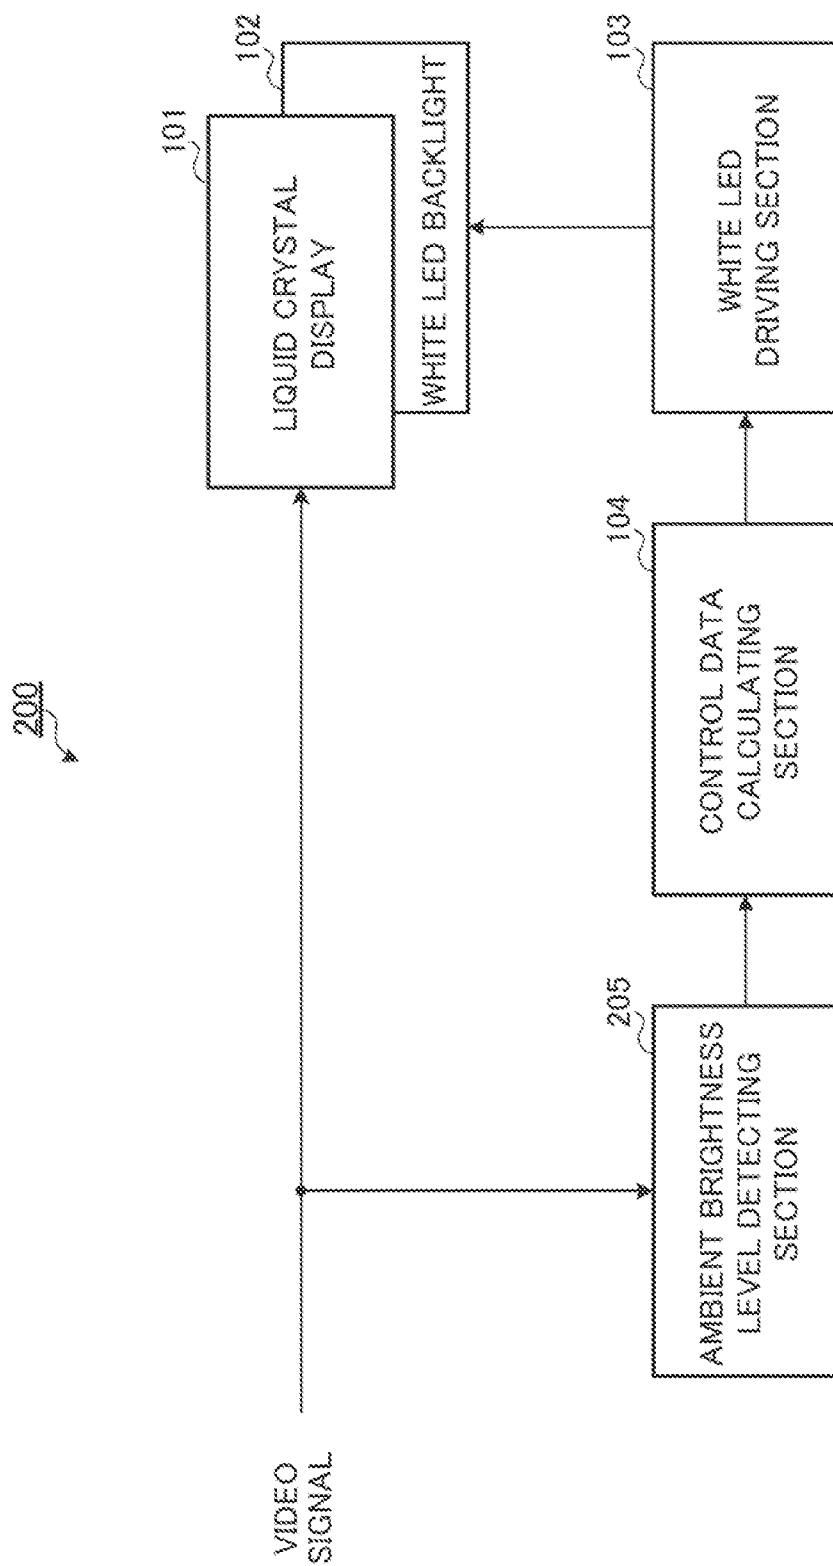 200
VIDEO
SIGNAL
101
LIQUID CRYSTAL
DISPLAY
102
WHITE LED BACKLIGHT
205
AMBIENT BRIGHTNESS
LEVEL DETECTING
SECTION
104
CONTROL DATA
CALCULATING
SECTION
103
WHITE LED
DRIVING SECTION